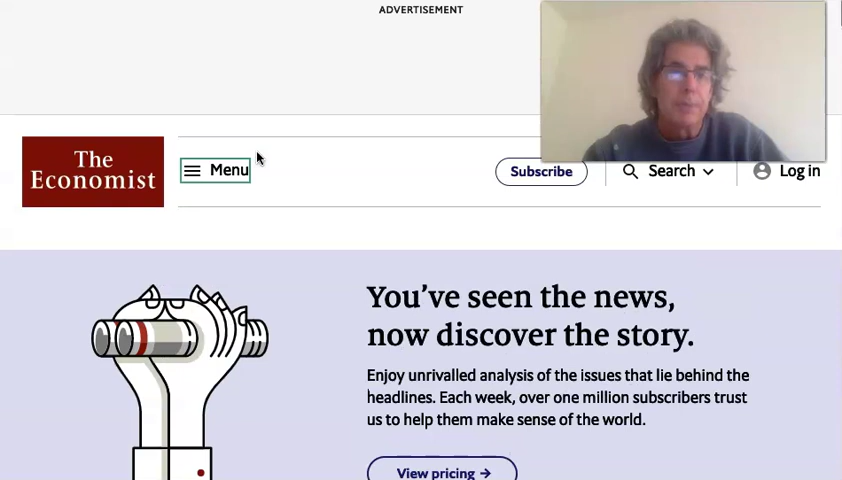 ADVERTISEMENT
The
Economist
Menu
Subscribe
Search
Log in
You've seen the news,
now discover the story.
Enjoy unrivalled analysis of the issues that lie behind the
headlines. Each week, over one million subscribers trust
us to help them make sense of the world.
View pricing →